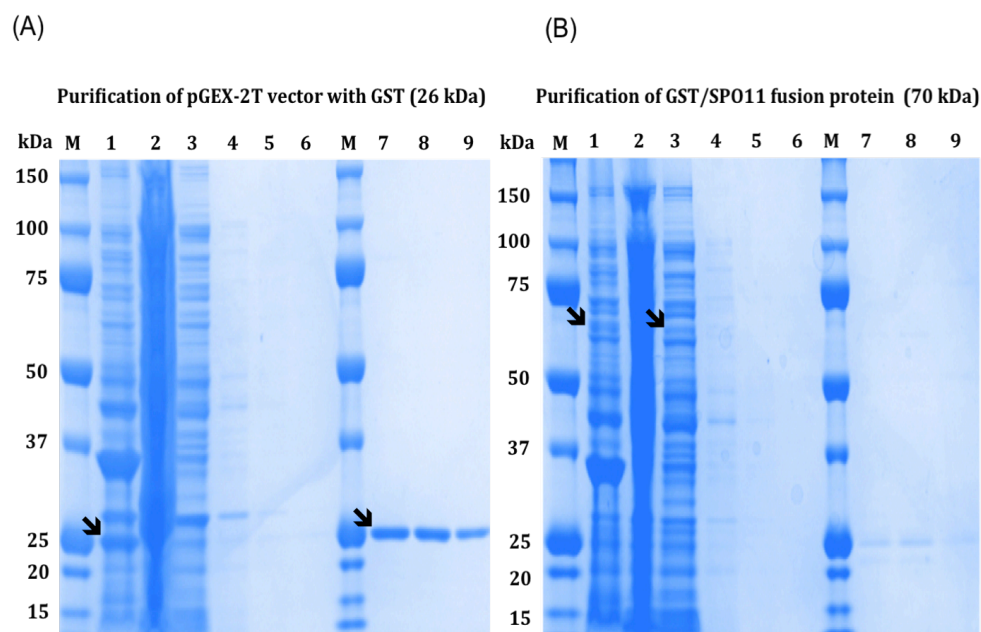 (A)
(B)
Purification of pGEX-2T vector with GST (26 kDa)
Purification of GST/SPO11 fusion protein (70 kDa)
kDa M 1 2 3 4 5 6 M 7 8 9
kDa M 1 2 3 4 5 6 M 7 8 9
150
100
75
50
37
25
20
15
150
100
75
50
37
25
20
15